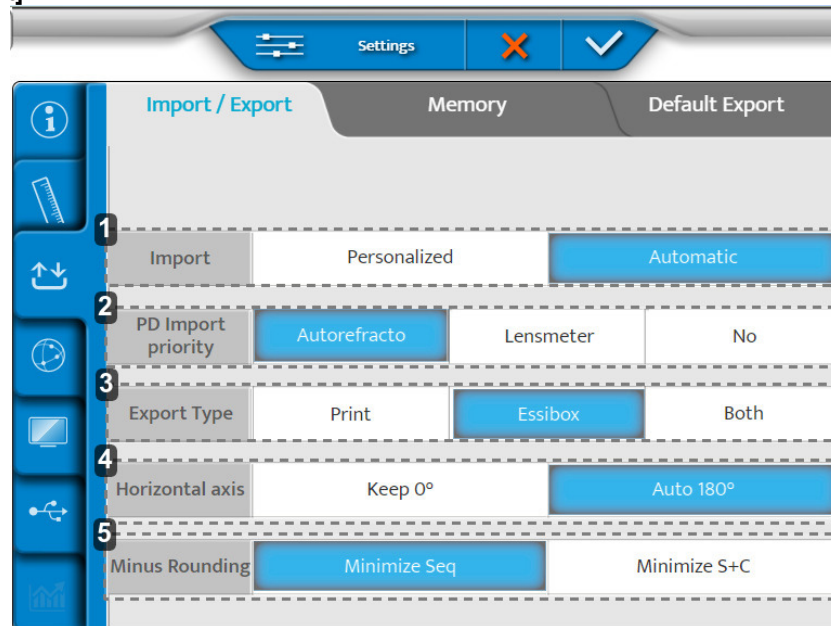 Settings
Import / Export Memory Default Export
1
Import Personalized Automatic
2
PD Import
priority Autorefracto Lensmeter No
3
Export Type Print Essibox Both
4
Horizontal axis Keep 0° Auto 180°
5
Minus Rounding Minimize Seq Minimize S+C